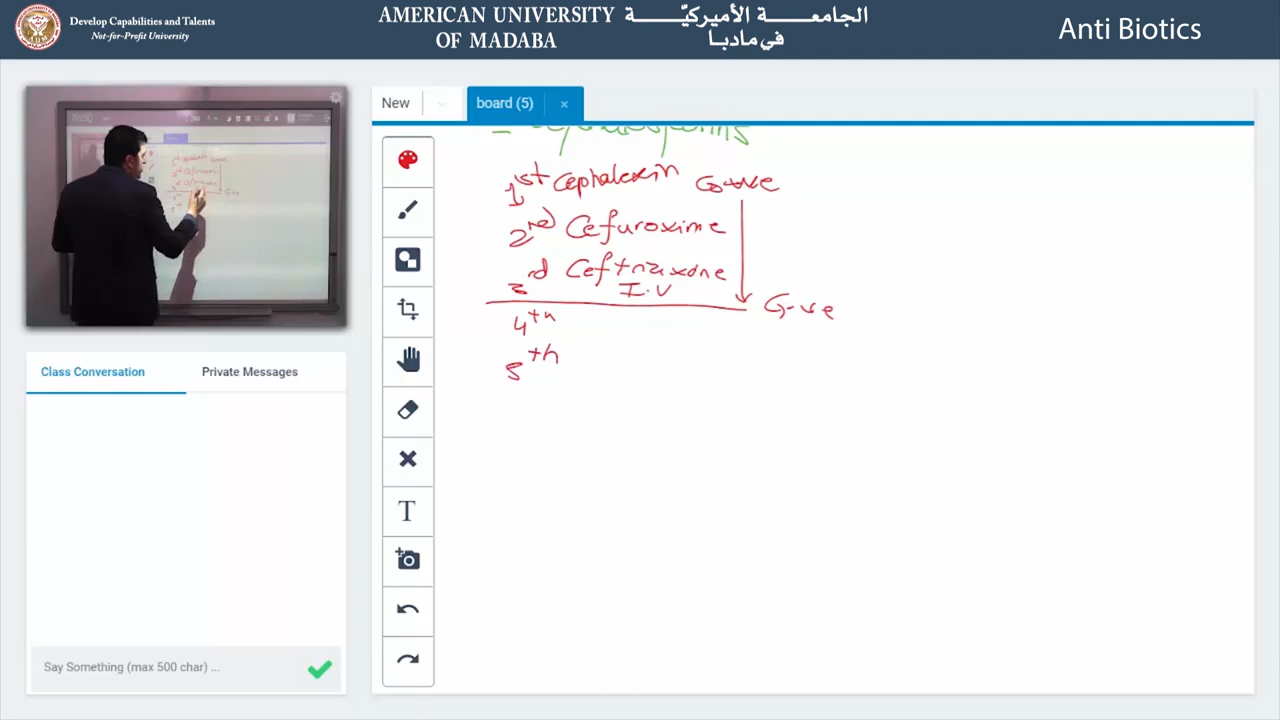 Develop Capabilities and Talents
Not-for-Profit University
AMERICAN UNIVERSITY
OF MADABA
الجامعــــــة الأميركيّـــــة
في مادبـا
Anti Biotics
New
board (5)
1st Cephalexin G+ve
2rd Cefuroxime
3rd Ceftriaxone
I.V
G-ve
4th
5th
T
Class Conversation
Private Messages
Say Something (max 500 char) ...